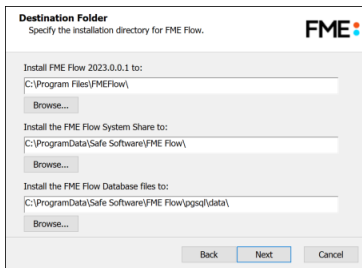 Destination Folder
Specify the installation directory for FME Flow.
FME:
Install FME Flow 2023.0.0.1 to:
C:\Program Files\FMEFlow\
Browse...
Install the FME Flow System Share to:
C:\ProgramData\Safe Software\FME Flow\
Browse...
Install the FME Flow Database files to:
C:\ProgramData\Safe Software\FME Flow\pgsql\data\
Browse...
Back
Next
Cancel